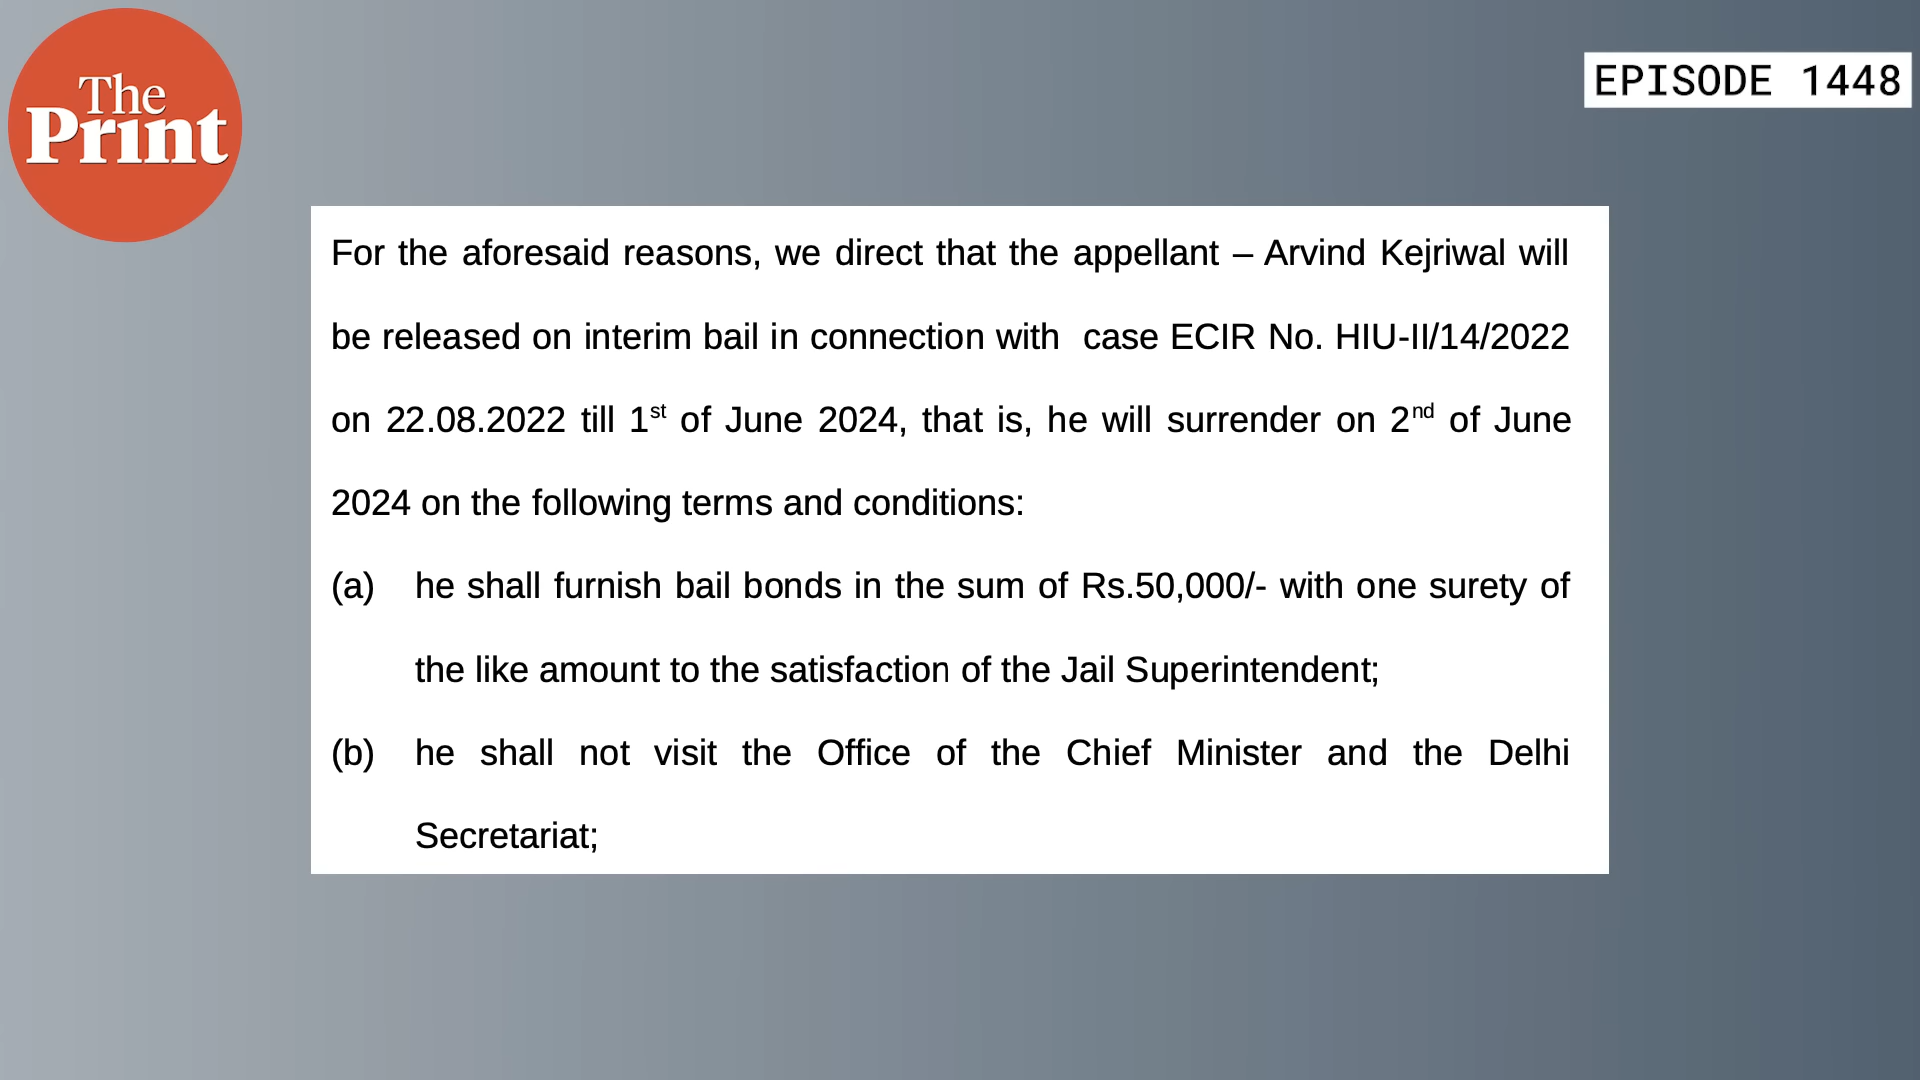 The
Print
EPISODE 1448
For the aforesaid reasons, we direct that the appellant – Arvind Kejriwal will
be released on interim bail in connection with case ECIR No. HIU-II/14/2022
on 22.08.2022 till 1st of June 2024, that is, he will surrender on 2nd of June
2024 on the following terms and conditions:
(a) he shall furnish bail bonds in the sum of Rs.50,000/- with one surety of
the like amount to the satisfaction of the Jail Superintendent;
(b) he shall not visit the Office of the Chief Minister and the Delhi
Secretariat;